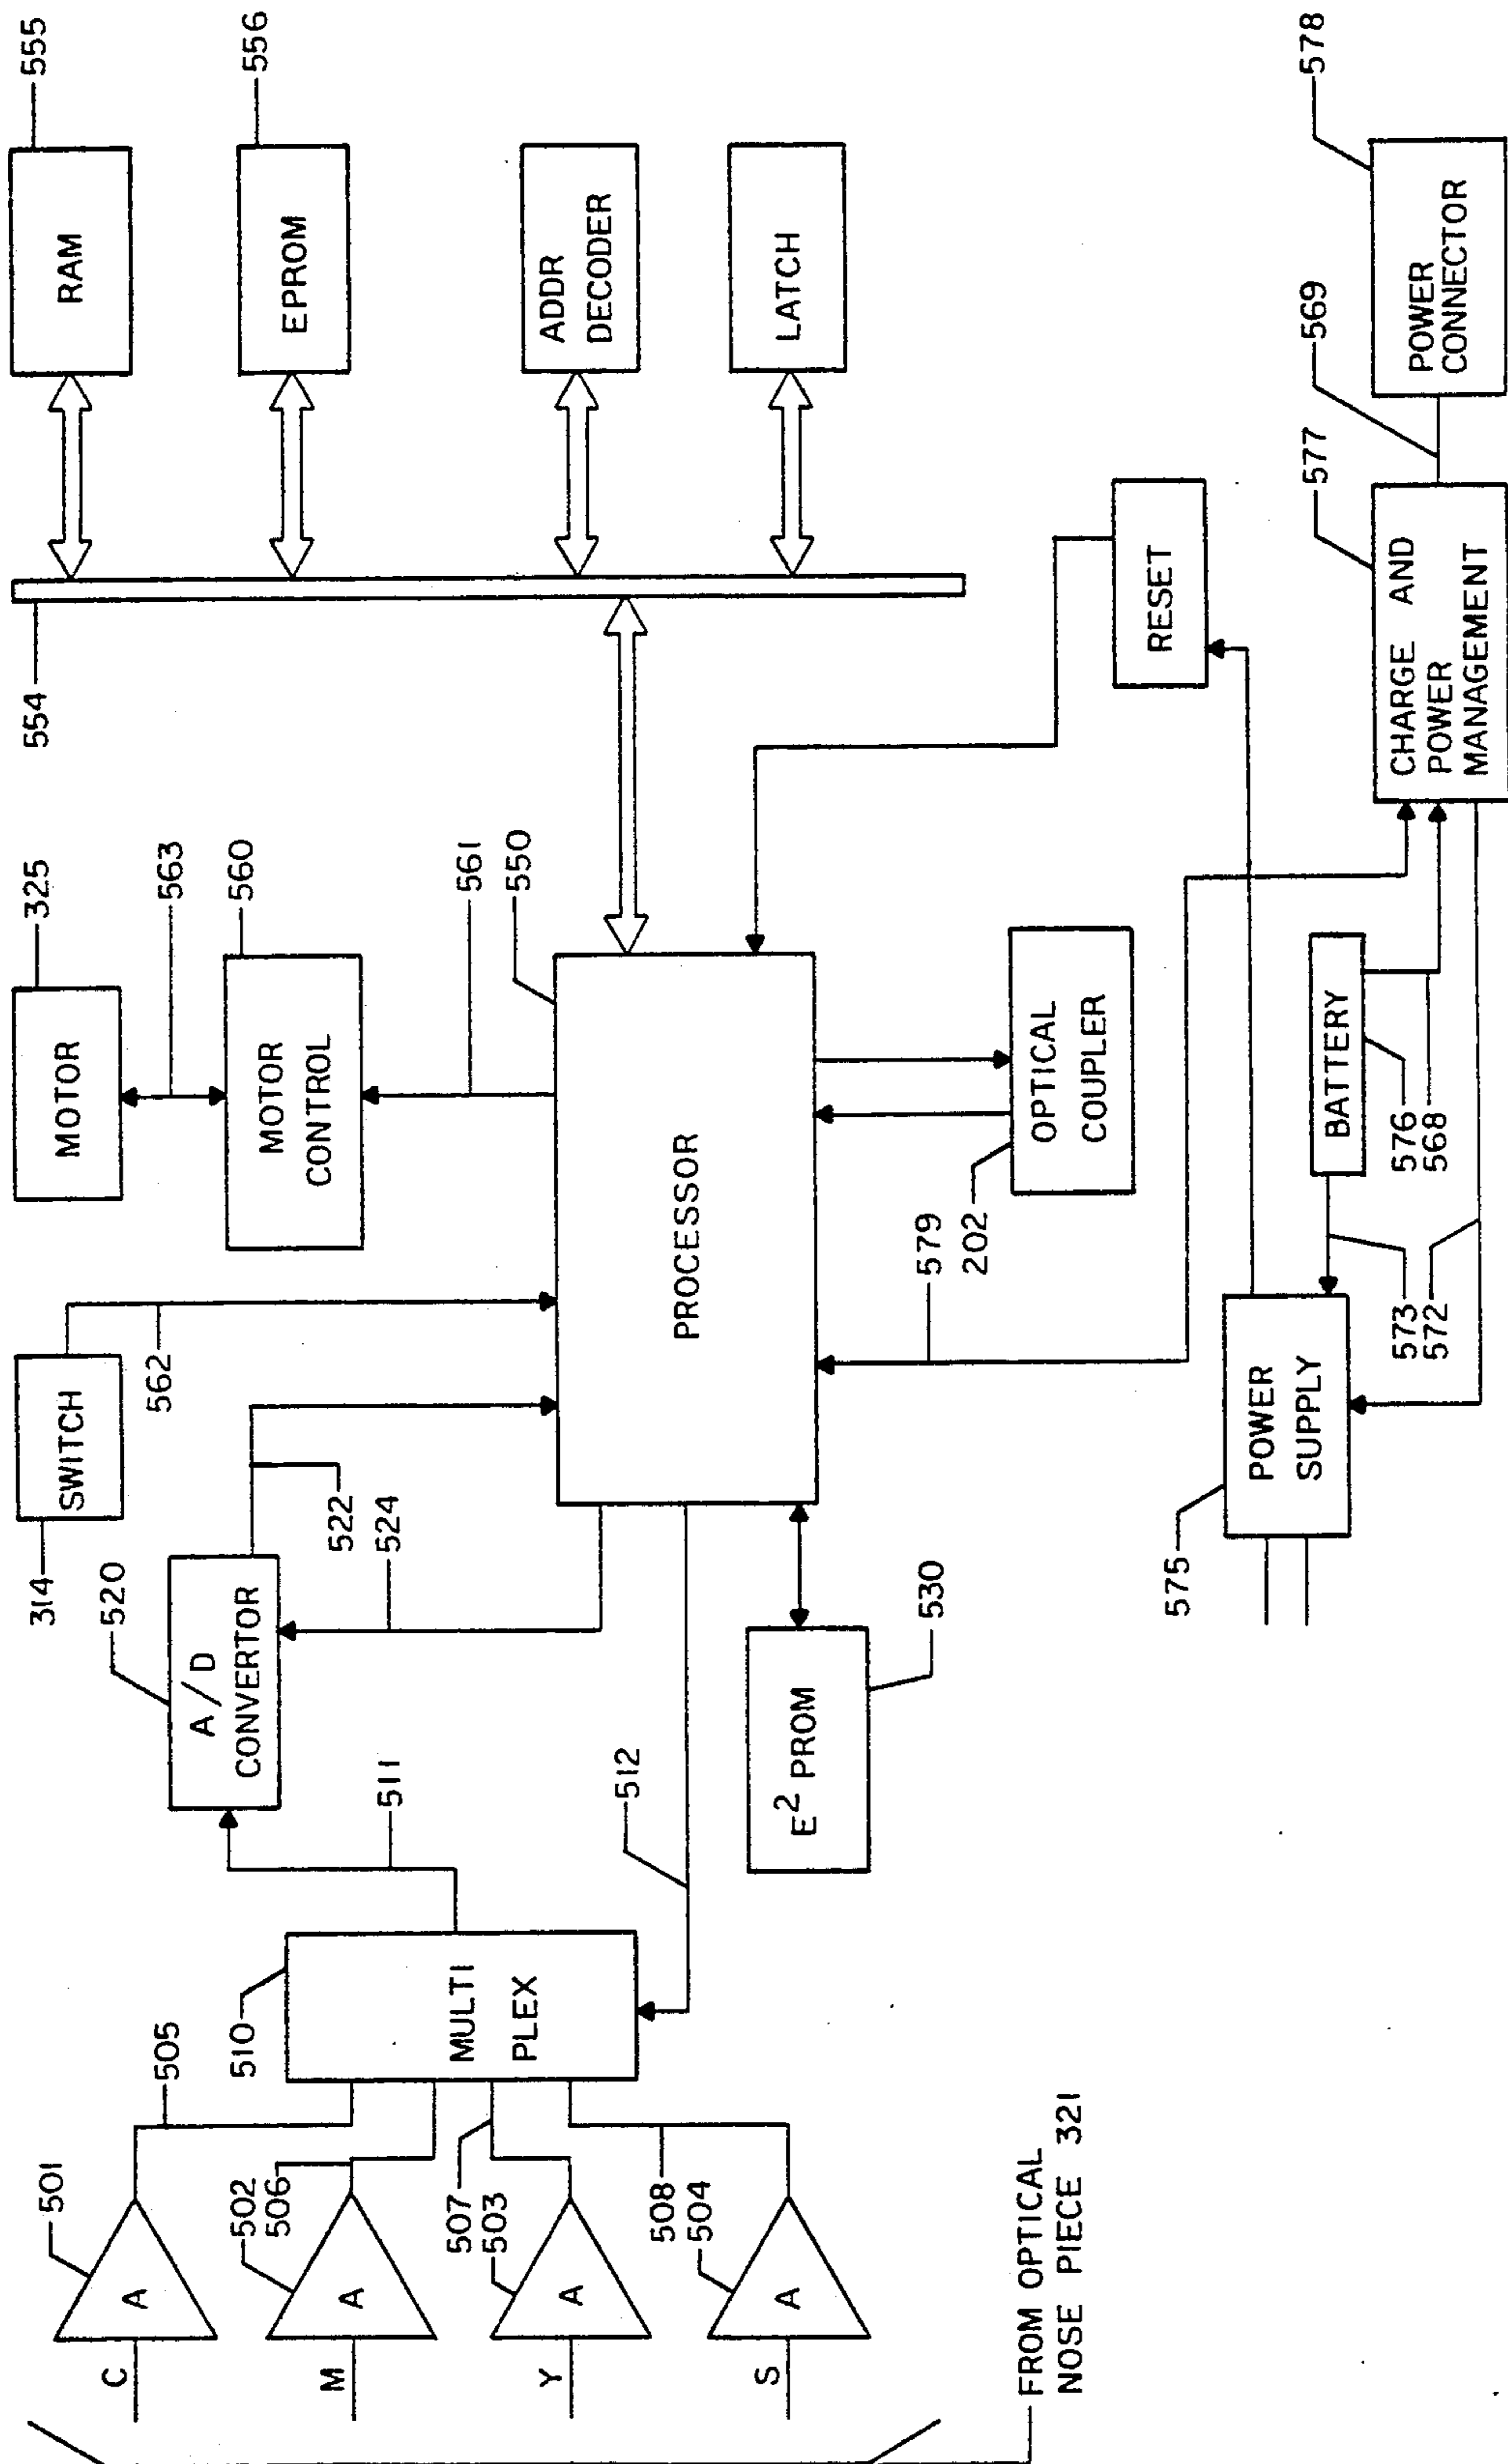 C
M
Y
S
A
A
A
A
501
502
503
504
505
506
507
508
FROM OPTICAL
NOSE PIECE 321
510
MULTI
PLEX
511
512
520
A/D
CONVERTOR
522
524
E² PROM
530
314
SWITCH
562
MOTOR
325
563
MOTOR
CONTROL
560
561
PROCESSOR
550
554
RAM
555
EPROM
556
ADDR
DECODER
LATCH
RESET
OPTICAL
COUPLER
202
579
575
POWER
SUPPLY
BATTERY
576
568
573
572
CHARGE AND
POWER
MANAGEMENT
577
569
POWER
CONNECTOR
578